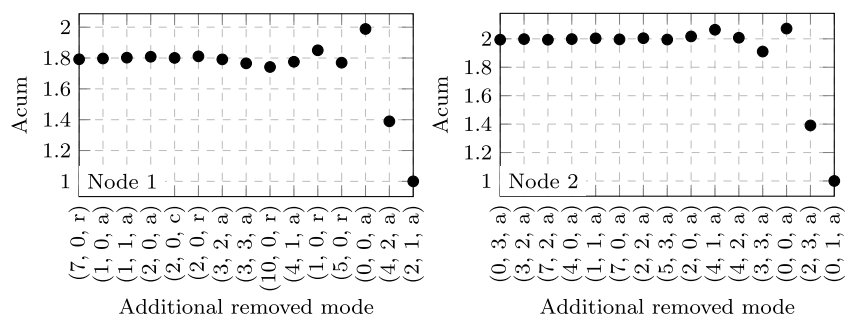 Acum
2
1.8
1.6
1.4
1.2
1
Node 1
(7, 0, r)
(1, 0, a)
(1, 1, a)
(2, 0, a)
(2, 0, c)
(2, 0, r)
(3, 2, a)
(3, 3, a)
(10, 0, r)
(4, 1, a)
(1, 0, r)
(5, 0, r)
(0, 0, a)
(4, 2, a)
(2, 1, a)
Additional removed mode
Acum
2
1.8
1.6
1.4
1.2
1
Node 2
(0, 3, a)
(3, 2, a)
(7, 2, a)
(4, 0, a)
(1, 1, a)
(7, 0, a)
(2, 2, a)
(5, 3, a)
(2, 0, a)
(4, 1, a)
(4, 2, a)
(3, 3, a)
(0, 0, a)
(2, 3, a)
(0, 1, a)
Additional removed mode